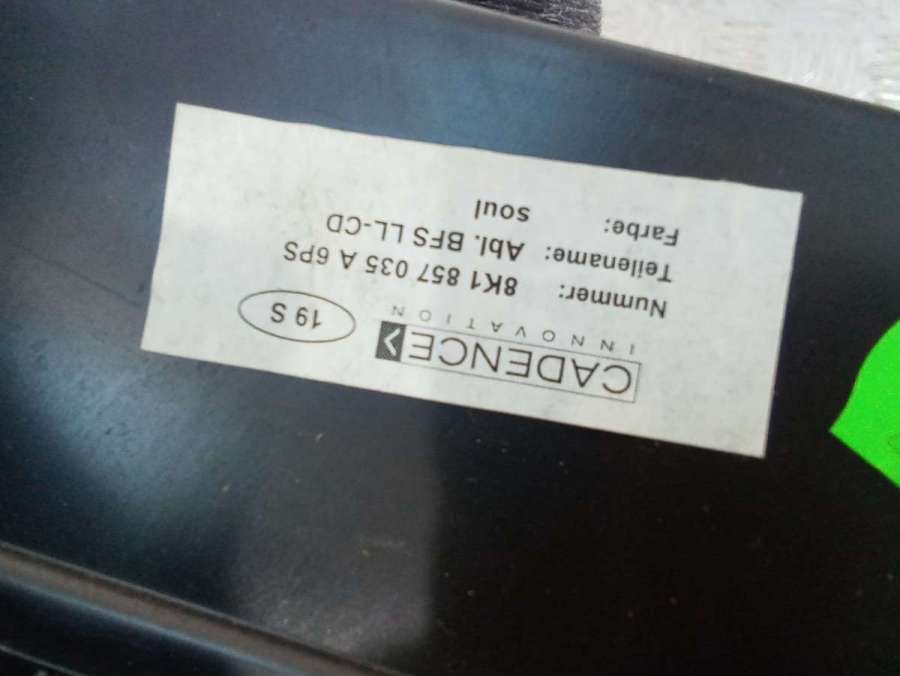 CADENCE
INNOVATION
19 S
Nummer: 8K1 857 035 A 6PS
Teilename: Abl. BFS LL-CD
Farbe: soul